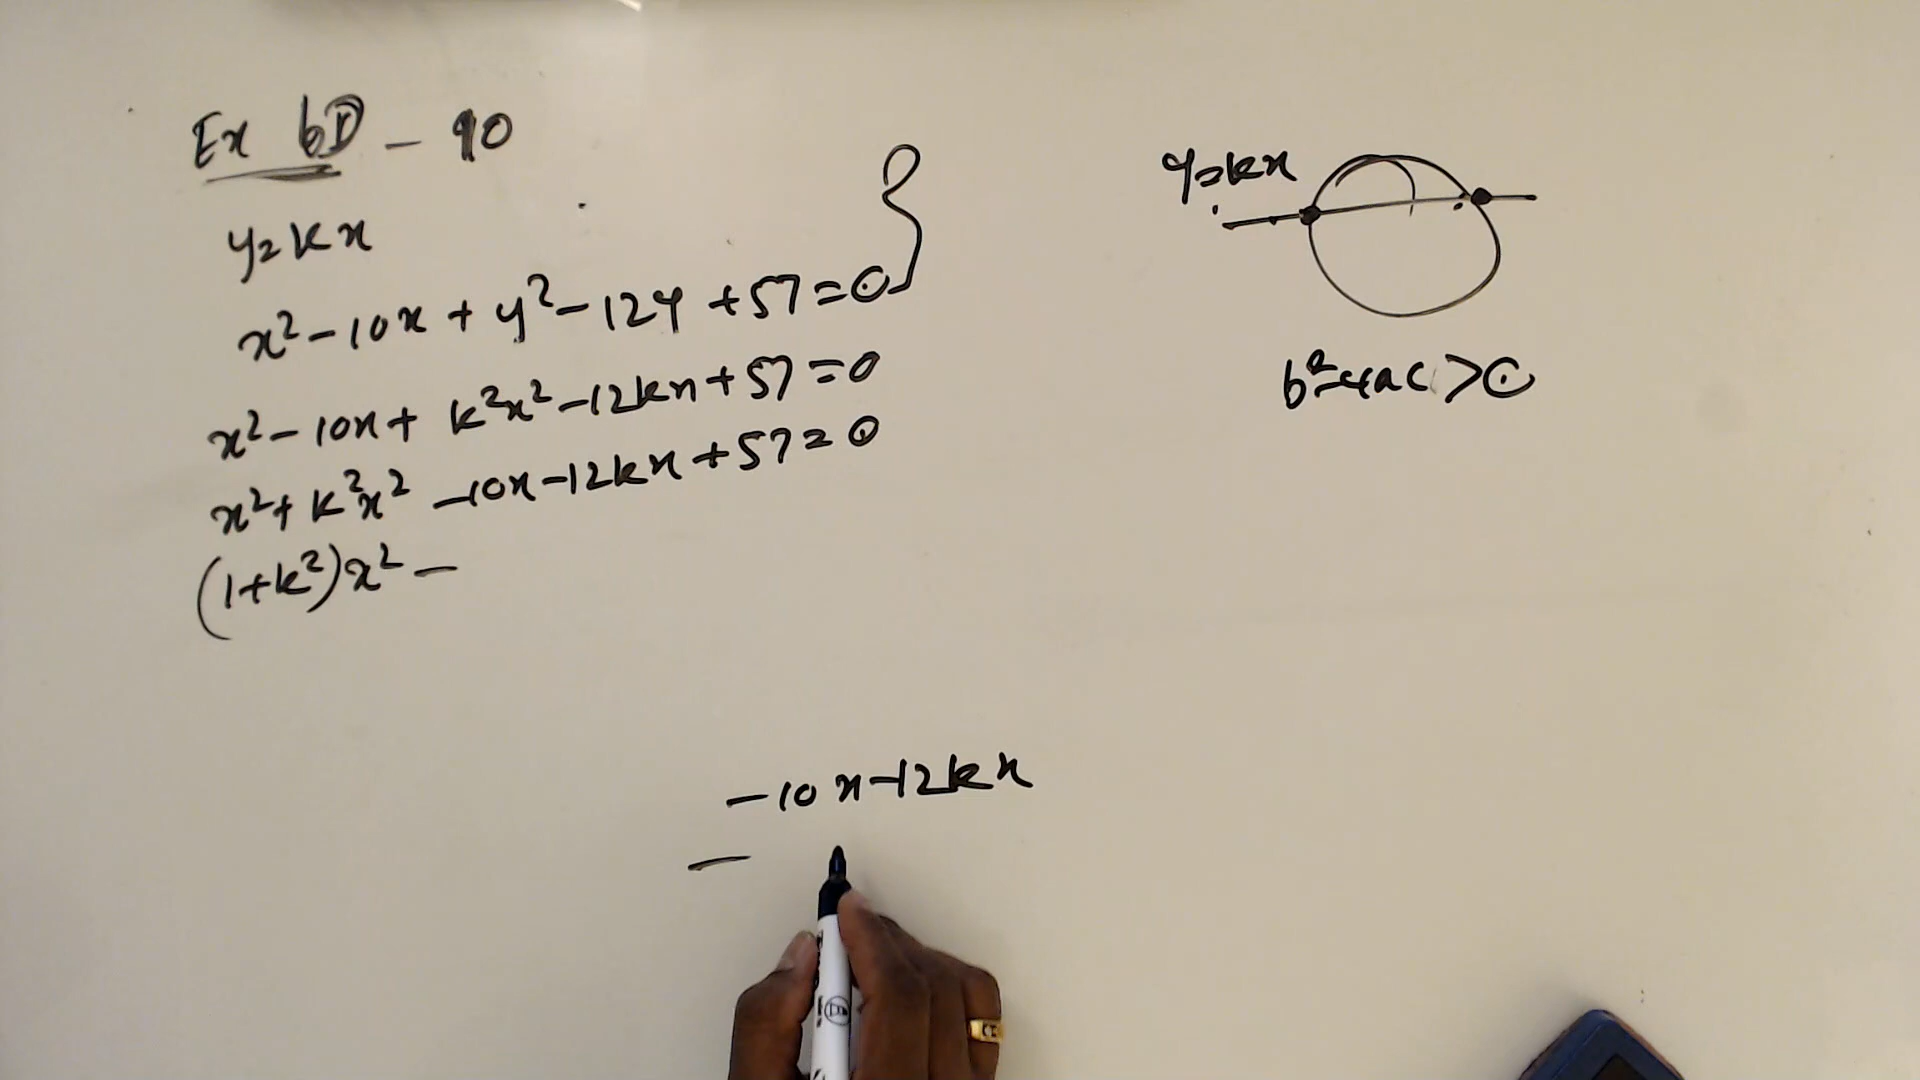 Ex 6D - 10
y=kx
x²-10x + y²-12y +57=0
x²-10x+ k²x²-12kx+57=0
x²+k²x² -10x-12kx+57=0
(1+k²)x² -
-10x-12kx
-
y=kx
b²-4ac>0